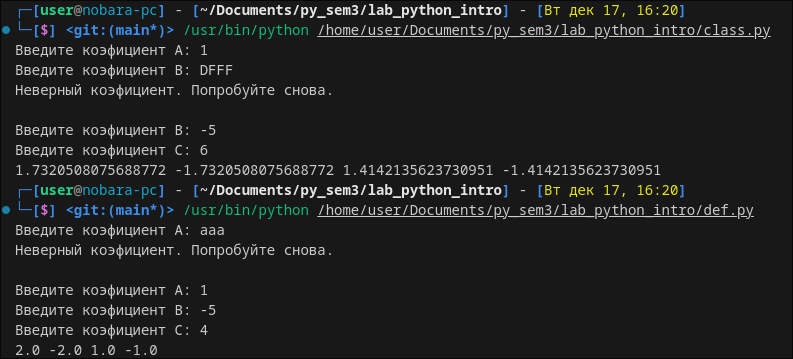 ┌─[user@nobara-pc] - [~/Documents/py_sem3/lab_python_intro] - [Вт дек 17, 16:20]
└─[$] <git:(main*)> /usr/bin/python /home/user/Documents/py_sem3/lab_python_intro/class.py
Введите коэфициент A: 1
Введите коэфициент B: DFFF
Неверный коэфициент. Попробуйте снова.

Введите коэфициент B: -5
Введите коэфициент C: 6
1.7320508075688772 -1.7320508075688772 1.4142135623730951 -1.4142135623730951
┌─[user@nobara-pc] - [~/Documents/py_sem3/lab_python_intro] - [Вт дек 17, 16:20]
└─[$] <git:(main*)> /usr/bin/python /home/user/Documents/py_sem3/lab_python_intro/def.py
Введите коэфициент A: aaa
Неверный коэфициент. Попробуйте снова.

Введите коэфициент A: 1
Введите коэфициент B: -5
Введите коэфициент C: 4
2.0 -2.0 1.0 -1.0